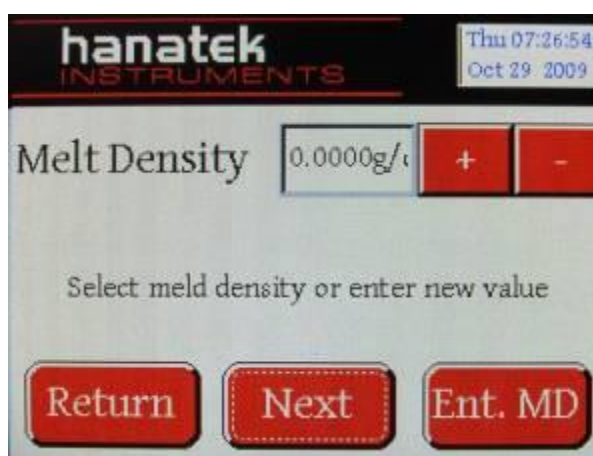 hanatek
INSTRUMENTS
Thu 07:26:54
Oct 29 2009
Melt Density
0.0000g/
+
-
Select meld density or enter new value
Return
Next
Ent. MD